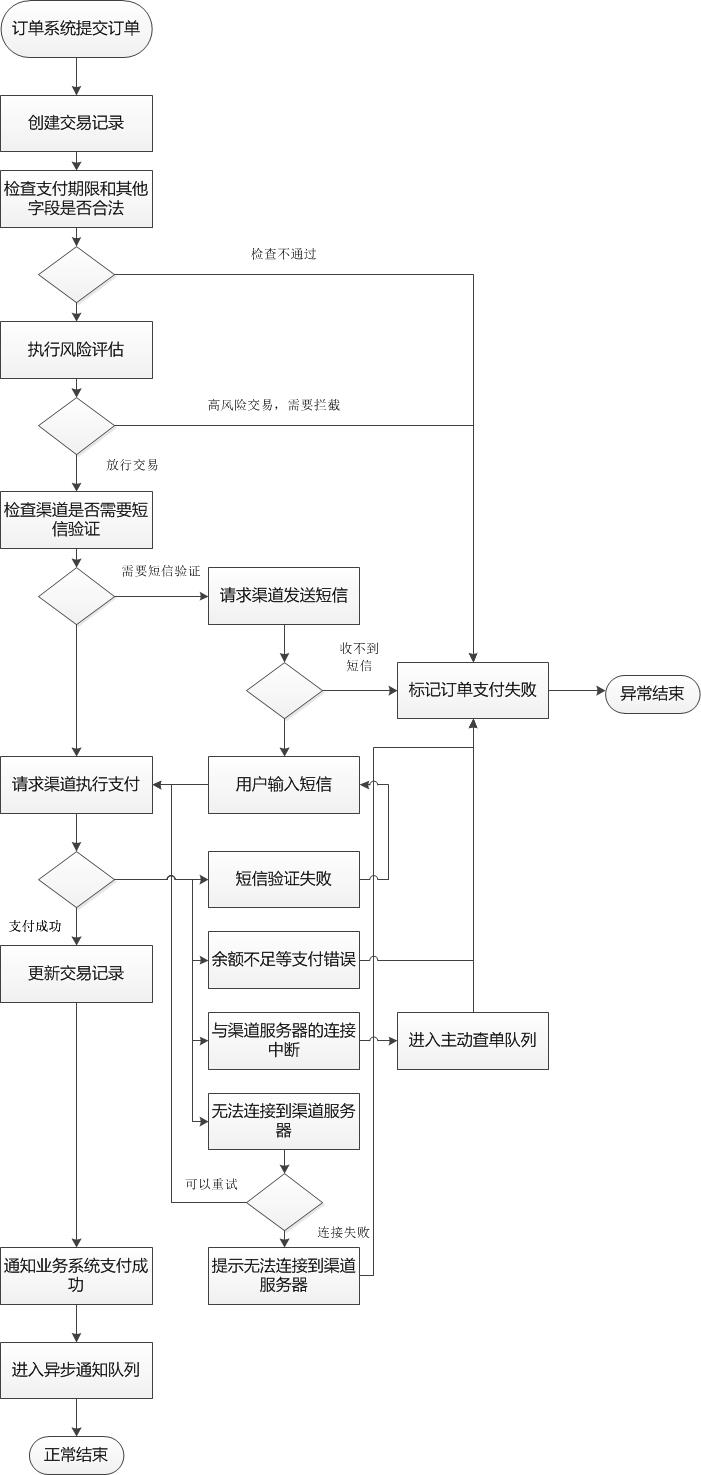 订单系统提交订单
创建交易记录
检查支付期限和其他
字段是否合法
检查不通过
执行风险评估
高风险交易，需要拦截
放行交易
检查渠道是否需要短
信验证
需要短信验证
请求渠道发送短信
收不到
短信
标记订单支付失败
异常结束
请求渠道执行支付
用户输入短信
短信验证失败
支付成功
更新交易记录
余额不足等支付错误
与渠道服务器的连接
中断
进入主动查单队列
无法连接到渠道服务
器
可以重试
连接失败
提示无法连接到渠道
服务器
通知业务系统支付成
功
进入异步通知队列
正常结束